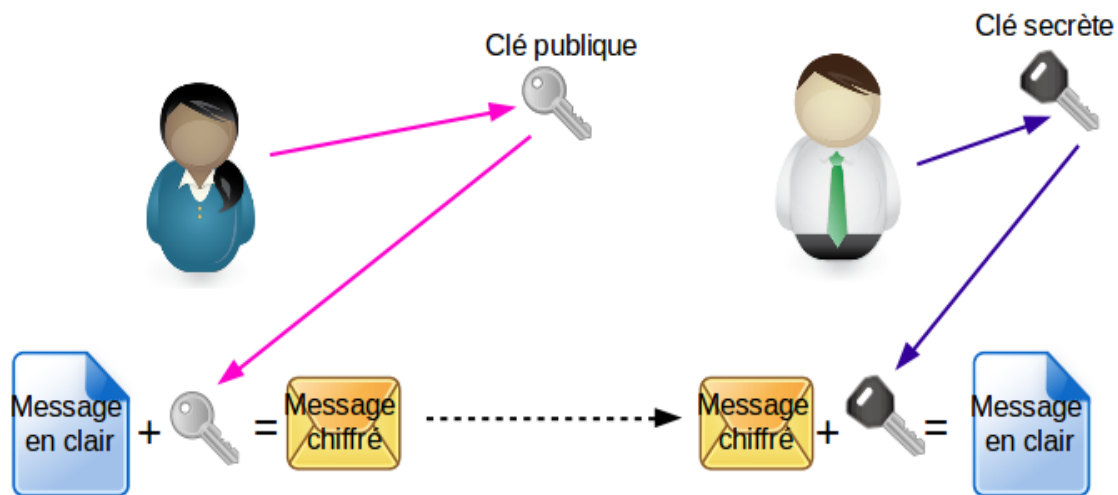 Clé publique
Clé secrète
Message
en clair
+
=
Message
chiffré
Message
chiffré
+
=
Message
en clair